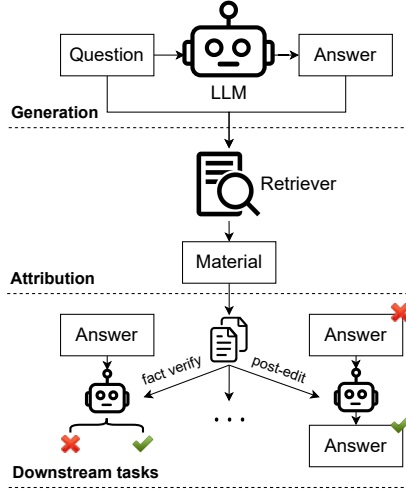 Question
Answer
LLM
Generation
Retriever
Material
Attribution
Answer
Answer
fact verify
post-edit
. . .
Answer
Downstream tasks